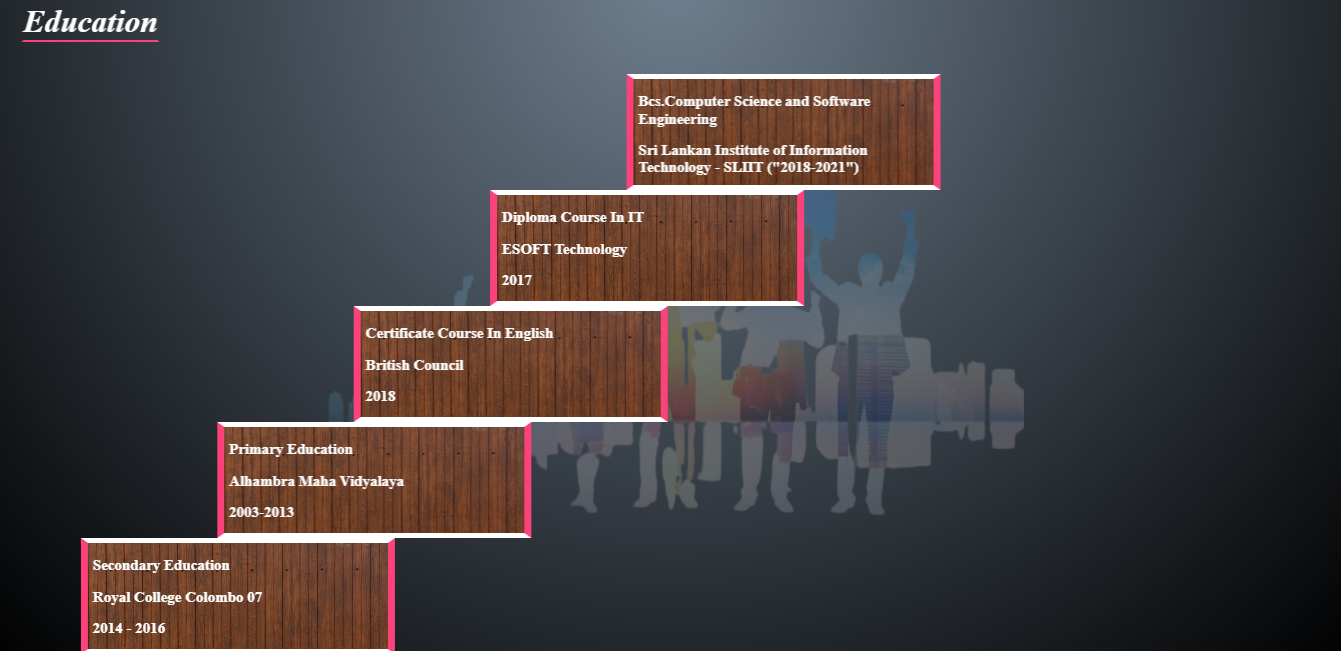 Education
Bcs.Computer Science and Software
Engineering
Sri Lankan Institute of Information
Technology - SLIIT ("2018-2021")
Diploma Course In IT
ESOFT Technology
2017
Certificate Course In English
British Council
2018
Primary Education
Alhambra Maha Vidyalaya
2003-2013
Secondary Education
Royal College Colombo 07
2014 - 2016